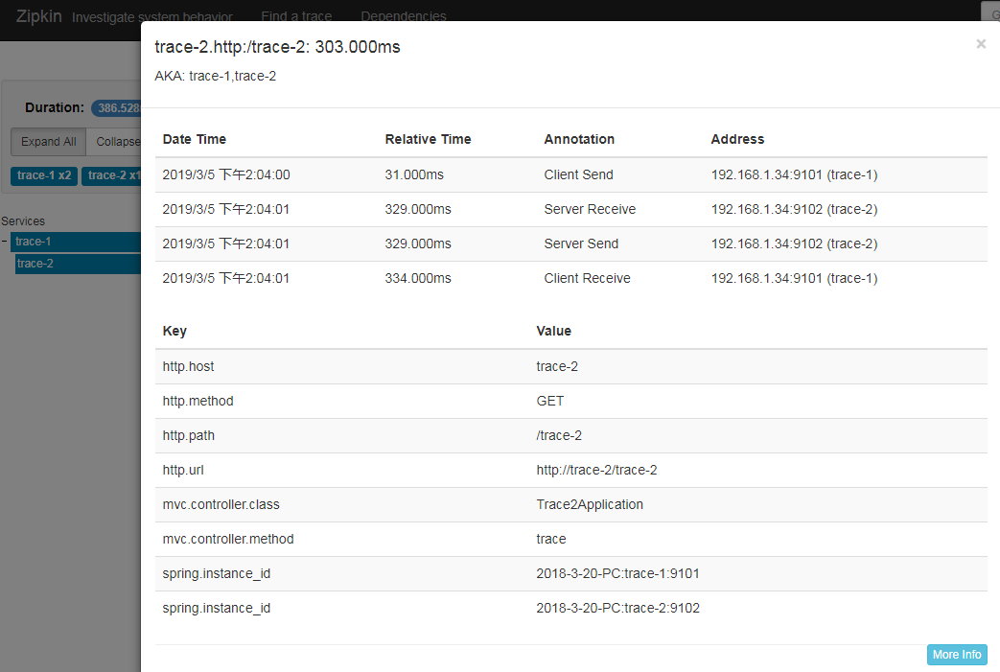 Zipkin Investigate system behavior Find a trace Dependencies
trace-2.http:/trace-2: 303.000ms ×
AKA: trace-1,trace-2
Duration: 386.528
Expand All Collapse
trace-1 x2 trace-2 x1
Services
- trace-1
trace-2
Date Time Relative Time Annotation Address
2019/3/5 下午2:04:00 31.000ms Client Send 192.168.1.34:9101 (trace-1)
2019/3/5 下午2:04:01 329.000ms Server Receive 192.168.1.34:9102 (trace-2)
2019/3/5 下午2:04:01 329.000ms Server Send 192.168.1.34:9102 (trace-2)
2019/3/5 下午2:04:01 334.000ms Client Receive 192.168.1.34:9101 (trace-1)
Key Value
http.host trace-2
http.method GET
http.path /trace-2
http.url http://trace-2/trace-2
mvc.controller.class Trace2Application
mvc.controller.method trace
spring.instance_id 2018-3-20-PC:trace-1:9101
spring.instance_id 2018-3-20-PC:trace-2:9102
More Info